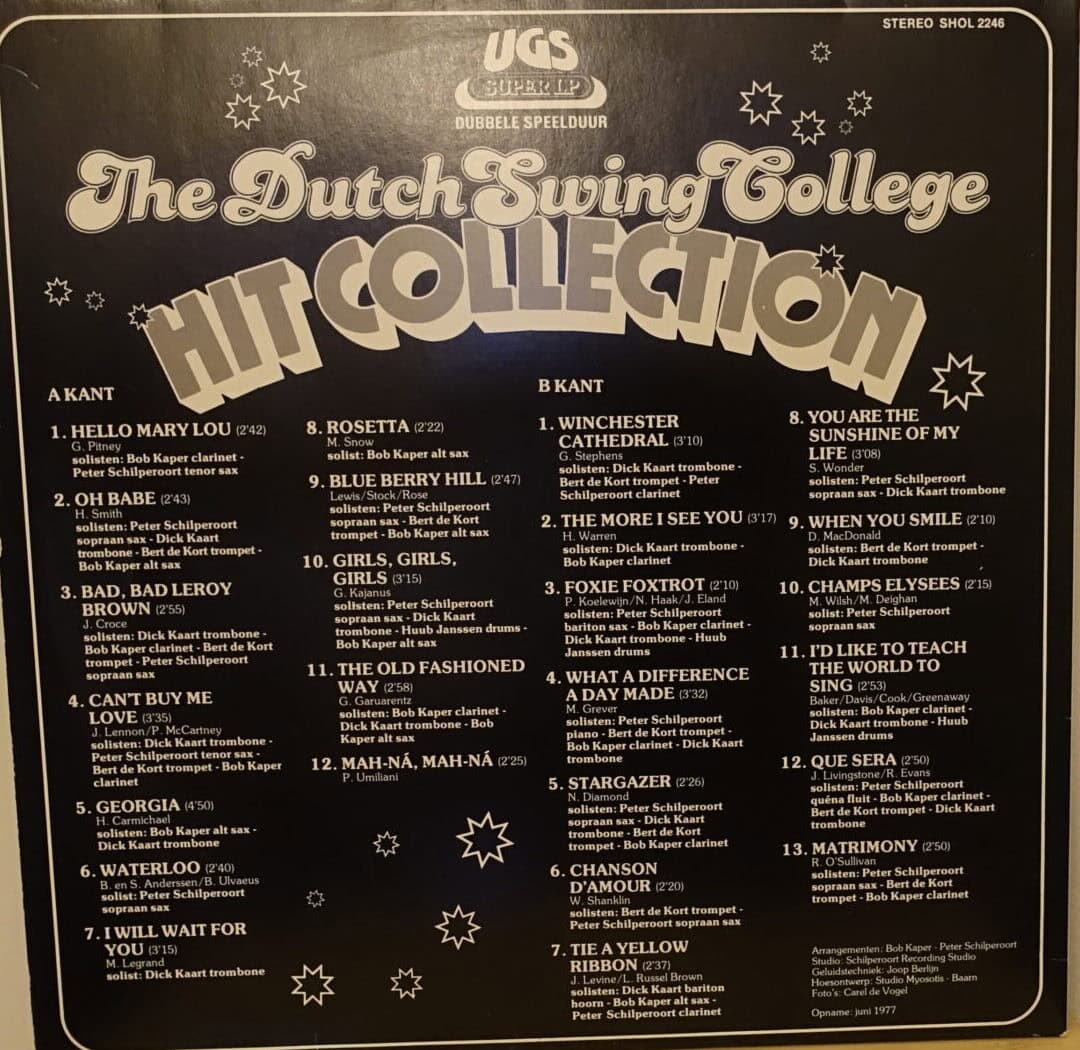 STEREO SHOL 2246
UGS
SUPER LP
DUBBELE SPEELDUUR
The Dutch Swing College
HIT COLLECTION
A KANT
1. HELLO MARY LOU (2'42)
G. Pitney
solisten: Bob Kaper clarinet -
Peter Schilperoort tenor sax
2. OH BABE (2'43)
H. Smith
solisten: Peter Schilperoort
sopraan sax - Dick Kaart
trombone - Bert de Kort trompet -
Bob Kaper alt sax
3. BAD, BAD LEROY
BROWN (2'55)
J. Croce
solisten: Dick Kaart trombone -
Bob Kaper clarinet - Bert de Kort
trompet - Peter Schilperoort
sopraan sax
4. CAN'T BUY ME
LOVE (3'35)
J. Lennon/P. McCartney
solisten: Dick Kaart trombone -
Peter Schilperoort tenor sax -
Bert de Kort trompet - Bob Kaper
clarinet
5. GEORGIA (4'50)
H. Carmichael
solisten: Bob Kaper alt sax -
Dick Kaart trombone
6. WATERLOO (2'40)
B. en S. Anderssen/B. Ulvaeus
solist: Peter Schilperoort
sopraan sax
7. I WILL WAIT FOR
YOU (3'15)
M. Legrand
solist: Dick Kaart trombone
8. ROSETTA (2'22)
M. Snow
solist: Bob Kaper alt sax
9. BLUE BERRY HILL (2'47)
Lewis/Stock/Rose
solisten: Peter Schilperoort
sopraan sax - Bert de Kort
trompet - Bob Kaper alt sax
10. GIRLS, GIRLS,
GIRLS (3'15)
G. Kajanus
solisten: Peter Schilperoort
sopraan sax - Dick Kaart
trombone - Huub Janssen drums -
Bob Kaper alt sax
11. THE OLD FASHIONED
WAY (2'58)
G. Garuarentz
solisten: Bob Kaper clarinet -
Dick Kaart trombone - Bob
Kaper alt sax
12. MAH-NÁ, MAH-NÁ (2'25)
P. Umiliani
B KANT
1. WINCHESTER
CATHEDRAL (3'10)
G. Stephens
solisten: Dick Kaart trombone -
Bert de Kort trompet - Peter
Schilperoort clarinet
2. THE MORE I SEE YOU (3'17)
H. Warren
solisten: Dick Kaart trombone -
Bob Kaper clarinet
3. FOXIE FOXTROT (2'10)
P. Koelewijn/N. Haak/J. Eland
solisten: Peter Schilperoort
bariton sax - Bob Kaper clarinet -
Dick Kaart trombone - Huub
Janssen drums
4. WHAT A DIFFERENCE
A DAY MADE (3'32)
M. Grever
solisten: Peter Schilperoort
piano - Bert de Kort trompet -
Bob Kaper clarinet - Dick Kaart
trombone
5. STARGAZER (2'26)
N. Diamond
solisten: Peter Schilperoort
sopraan sax - Dick Kaart
trombone - Bert de Kort
trompet - Bob Kaper clarinet
6. CHANSON
D'AMOUR (2'20)
W. Shanklin
solisten: Bert de Kort trompet -
Peter Schilperoort sopraan sax
7. TIE A YELLOW
RIBBON (2'37)
J. Levine/L. Russel Brown
solisten: Dick Kaart bariton
hoorn - Bob Kaper alt sax -
Peter Schilperoort clarinet
8. YOU ARE THE
SUNSHINE OF MY
LIFE (3'08)
S. Wonder
solisten: Peter Schilperoort
sopraan sax - Dick Kaart trombone
9. WHEN YOU SMILE (2'10)
D. MacDonald
solisten: Bert de Kort trompet -
Dick Kaart trombone
10. CHAMPS ELYSEES (2'15)
M. Wilsh/M. Deighan
solist: Peter Schilperoort
sopraan sax
11. I'D LIKE TO TEACH
THE WORLD TO
SING (2'53)
Baker/Davis/Cook/Greenaway
solisten: Bob Kaper clarinet -
Dick Kaart trombone - Huub
Janssen drums
12. QUE SERA (2'50)
J. Livingstone/R. Evans
solisten: Peter Schilperoort
quéna fluit - Bob Kaper clarinet -
Bert de Kort trompet - Dick Kaart
trombone
13. MATRIMONY (2'50)
R. O'Sullivan
solisten: Peter Schilperoort
sopraan sax - Bert de Kort
trompet - Bob Kaper clarinet
Arrangementen: Bob Kaper - Peter Schilperoort
Studio: Schilperoort Recording Studio
Geluidstechniek: Joop Berlijn
Hoesontwerp: Studio Myosotis - Baarn
Foto's: Carel de Vogel
Opname: juni 1977